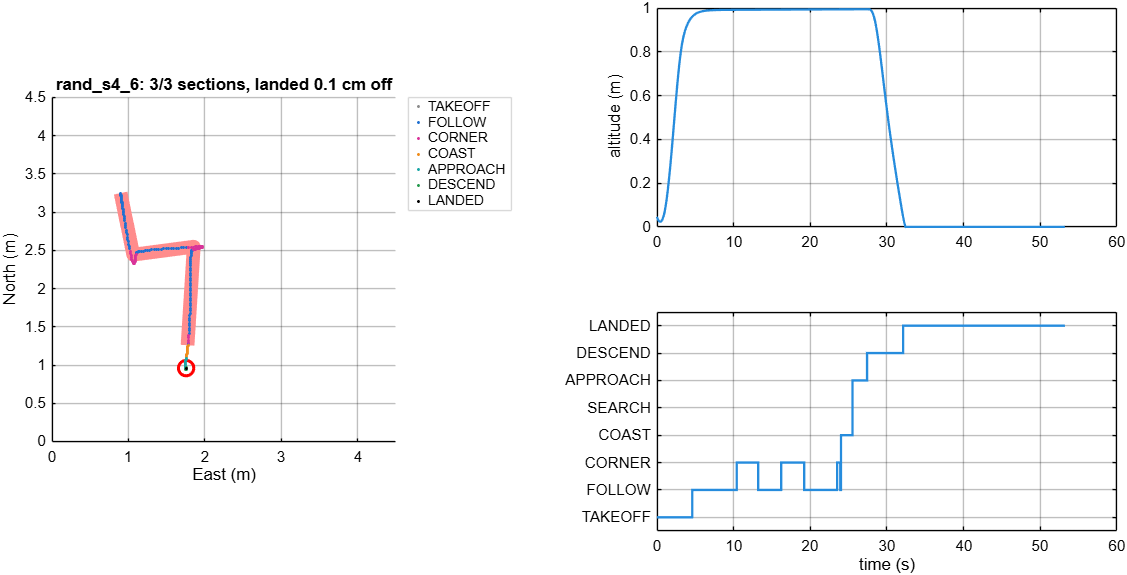 rand_s4_6: 3/3 sections, landed 0.1 cm off
4.5
4
3.5
3
2.5
2
1.5
1
0.5
0
North (m)
0 1 2 3 4
East (m)
TAKEOFF
FOLLOW
CORNER
COAST
APPROACH
DESCEND
LANDED
1
0.8
0.6
0.4
0.2
0
altitude (m)
0 10 20 30 40 50 60
LANDED
DESCEND
APPROACH
SEARCH
COAST
CORNER
FOLLOW
TAKEOFF
0 10 20 30 40 50 60
time (s)